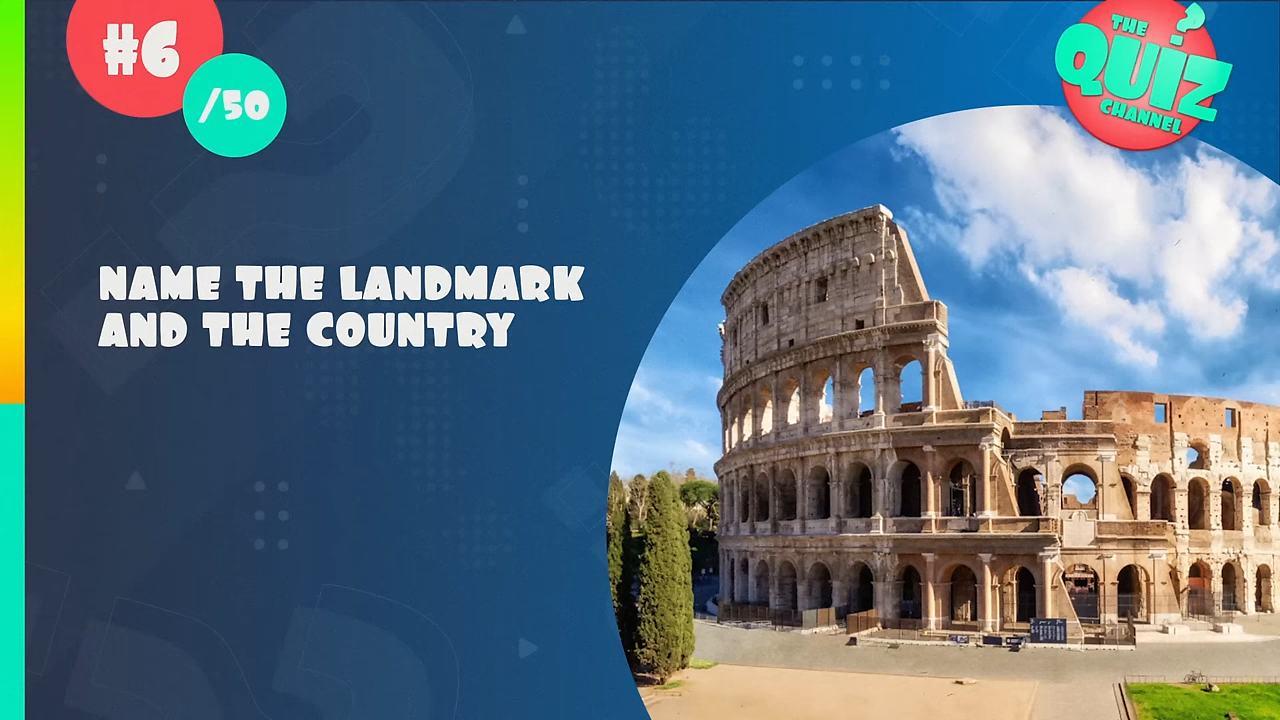 #6
/50
THE
QUIZ
CHANNEL
NAME THE LANDMARK
AND THE COUNTRY